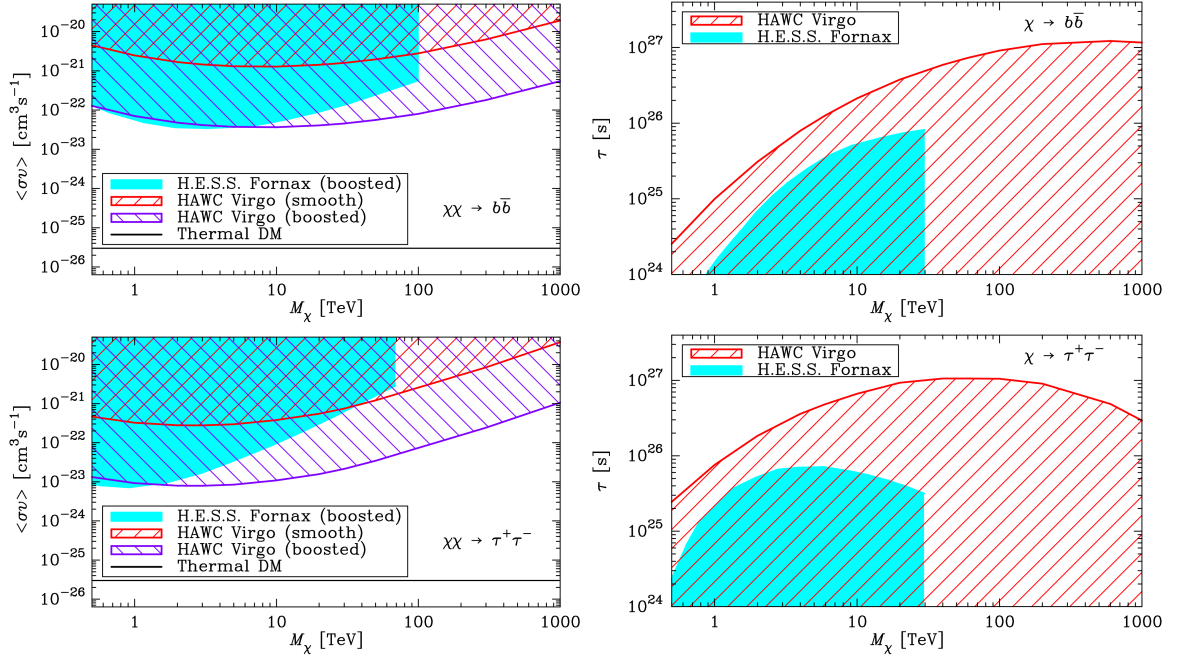 10⁻²⁰
10⁻²¹
10⁻²²
10⁻²³
10⁻²⁴
10⁻²⁵
10⁻²⁶
<σv> [cm³s⁻¹]
H.E.S.S. Fornax (boosted)
HAWC Virgo (smooth)
HAWC Virgo (boosted)
Thermal DM
χχ → bb̅
1 10 100 1000
M_χ [TeV]
HAWC Virgo
H.E.S.S. Fornax
χ → bb̅
10²⁷
10²⁶
10²⁵
10²⁴
τ [s]
1 10 100 1000
M_χ [TeV]
10⁻²⁰
10⁻²¹
10⁻²²
10⁻²³
10⁻²⁴
10⁻²⁵
10⁻²⁶
<σv> [cm³s⁻¹]
H.E.S.S. Fornax (boosted)
HAWC Virgo (smooth)
HAWC Virgo (boosted)
Thermal DM
χχ → τ⁺τ⁻
1 10 100 1000
M_χ [TeV]
HAWC Virgo
H.E.S.S. Fornax
χ → τ⁺τ⁻
10²⁷
10²⁶
10²⁵
10²⁴
τ [s]
1 10 100 1000
M_χ [TeV]